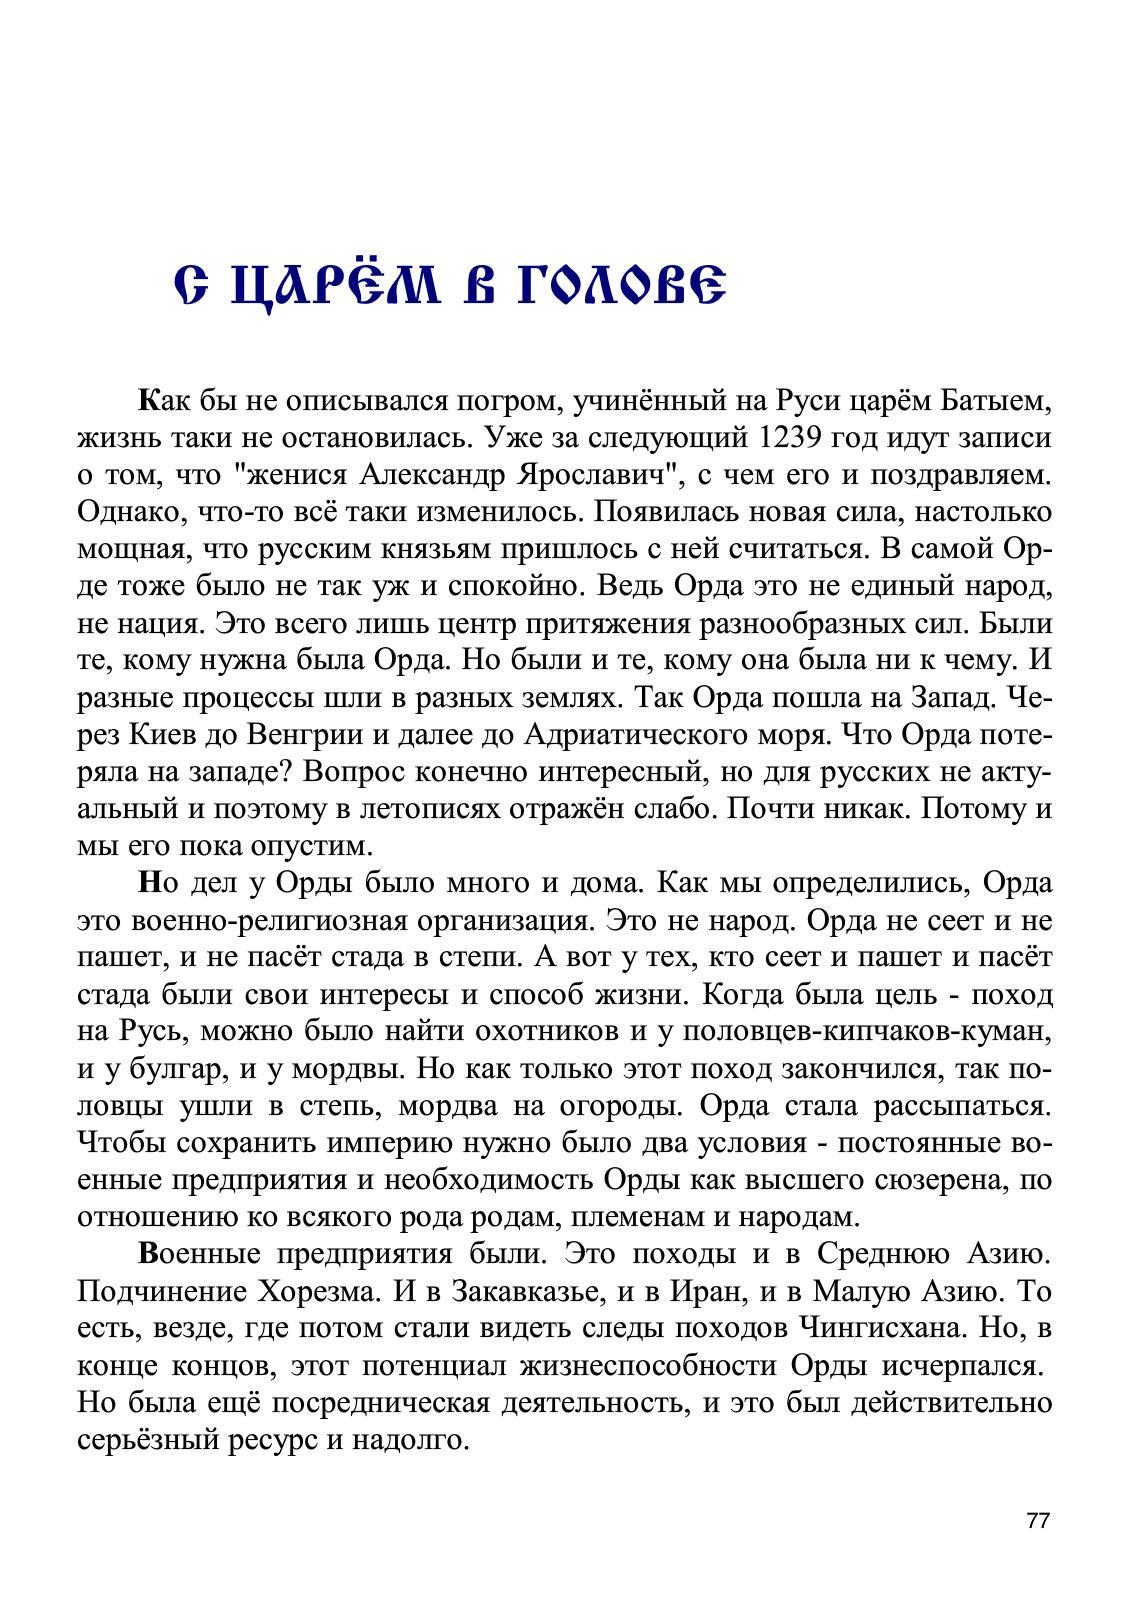 С ЦАРЁМ В ГОЛОВЕ
Как бы не описывался погром, учинённый на Руси царём Батыем,
жизнь таки не остановилась. Уже за следующий 1239 год идут записи
о том, что "женися Александр Ярославич", с чем его и поздравляем.
Однако, что-то всё таки изменилось. Появилась новая сила, настолько
мощная, что русским князьям пришлось с ней считаться. В самой Ор-
де тоже было не так уж и спокойно. Ведь Орда это не единый народ,
не нация. Это всего лишь центр притяжения разнообразных сил. Были
те, кому нужна была Орда. Но были и те, кому она была ни к чему. И
разные процессы шли в разных землях. Так Орда пошла на Запад. Че-
рез Киев до Венгрии и далее до Адриатического моря. Что Орда поте-
ряла на западе? Вопрос конечно интересный, но для русских не акту-
альный и поэтому в летописях отражён слабо. Почти никак. Потому и
мы его пока опустим.
Но дел у Орды было много и дома. Как мы определились, Орда
это военно-религиозная организация. Это не народ. Орда не сеет и не
пашет, и не пасёт стада в степи. А вот у тех, кто сеет и пашет и пасёт
стада были свои интересы и способ жизни. Когда была цель - поход
на Русь, можно было найти охотников и у половцев-кипчаков-куман,
и у булгар, и у мордвы. Но как только этот поход закончился, так по-
ловцы ушли в степь, мордва на огороды. Орда стала рассыпаться.
Чтобы сохранить империю нужно было два условия - постоянные во-
енные предприятия и необходимость Орды как высшего сюзерена, по
отношению ко всякого рода родам, племенам и народам.
Военные предприятия были. Это походы и в Среднюю Азию.
Подчинение Хорезма. И в Закавказье, и в Иран, и в Малую Азию. То
есть, везде, где потом стали видеть следы походов Чингисхана. Но, в
конце концов, этот потенциал жизнеспособности Орды исчерпался.
Но была ещё посредническая деятельность, и это был действительно
серьёзный ресурс и надолго.
77